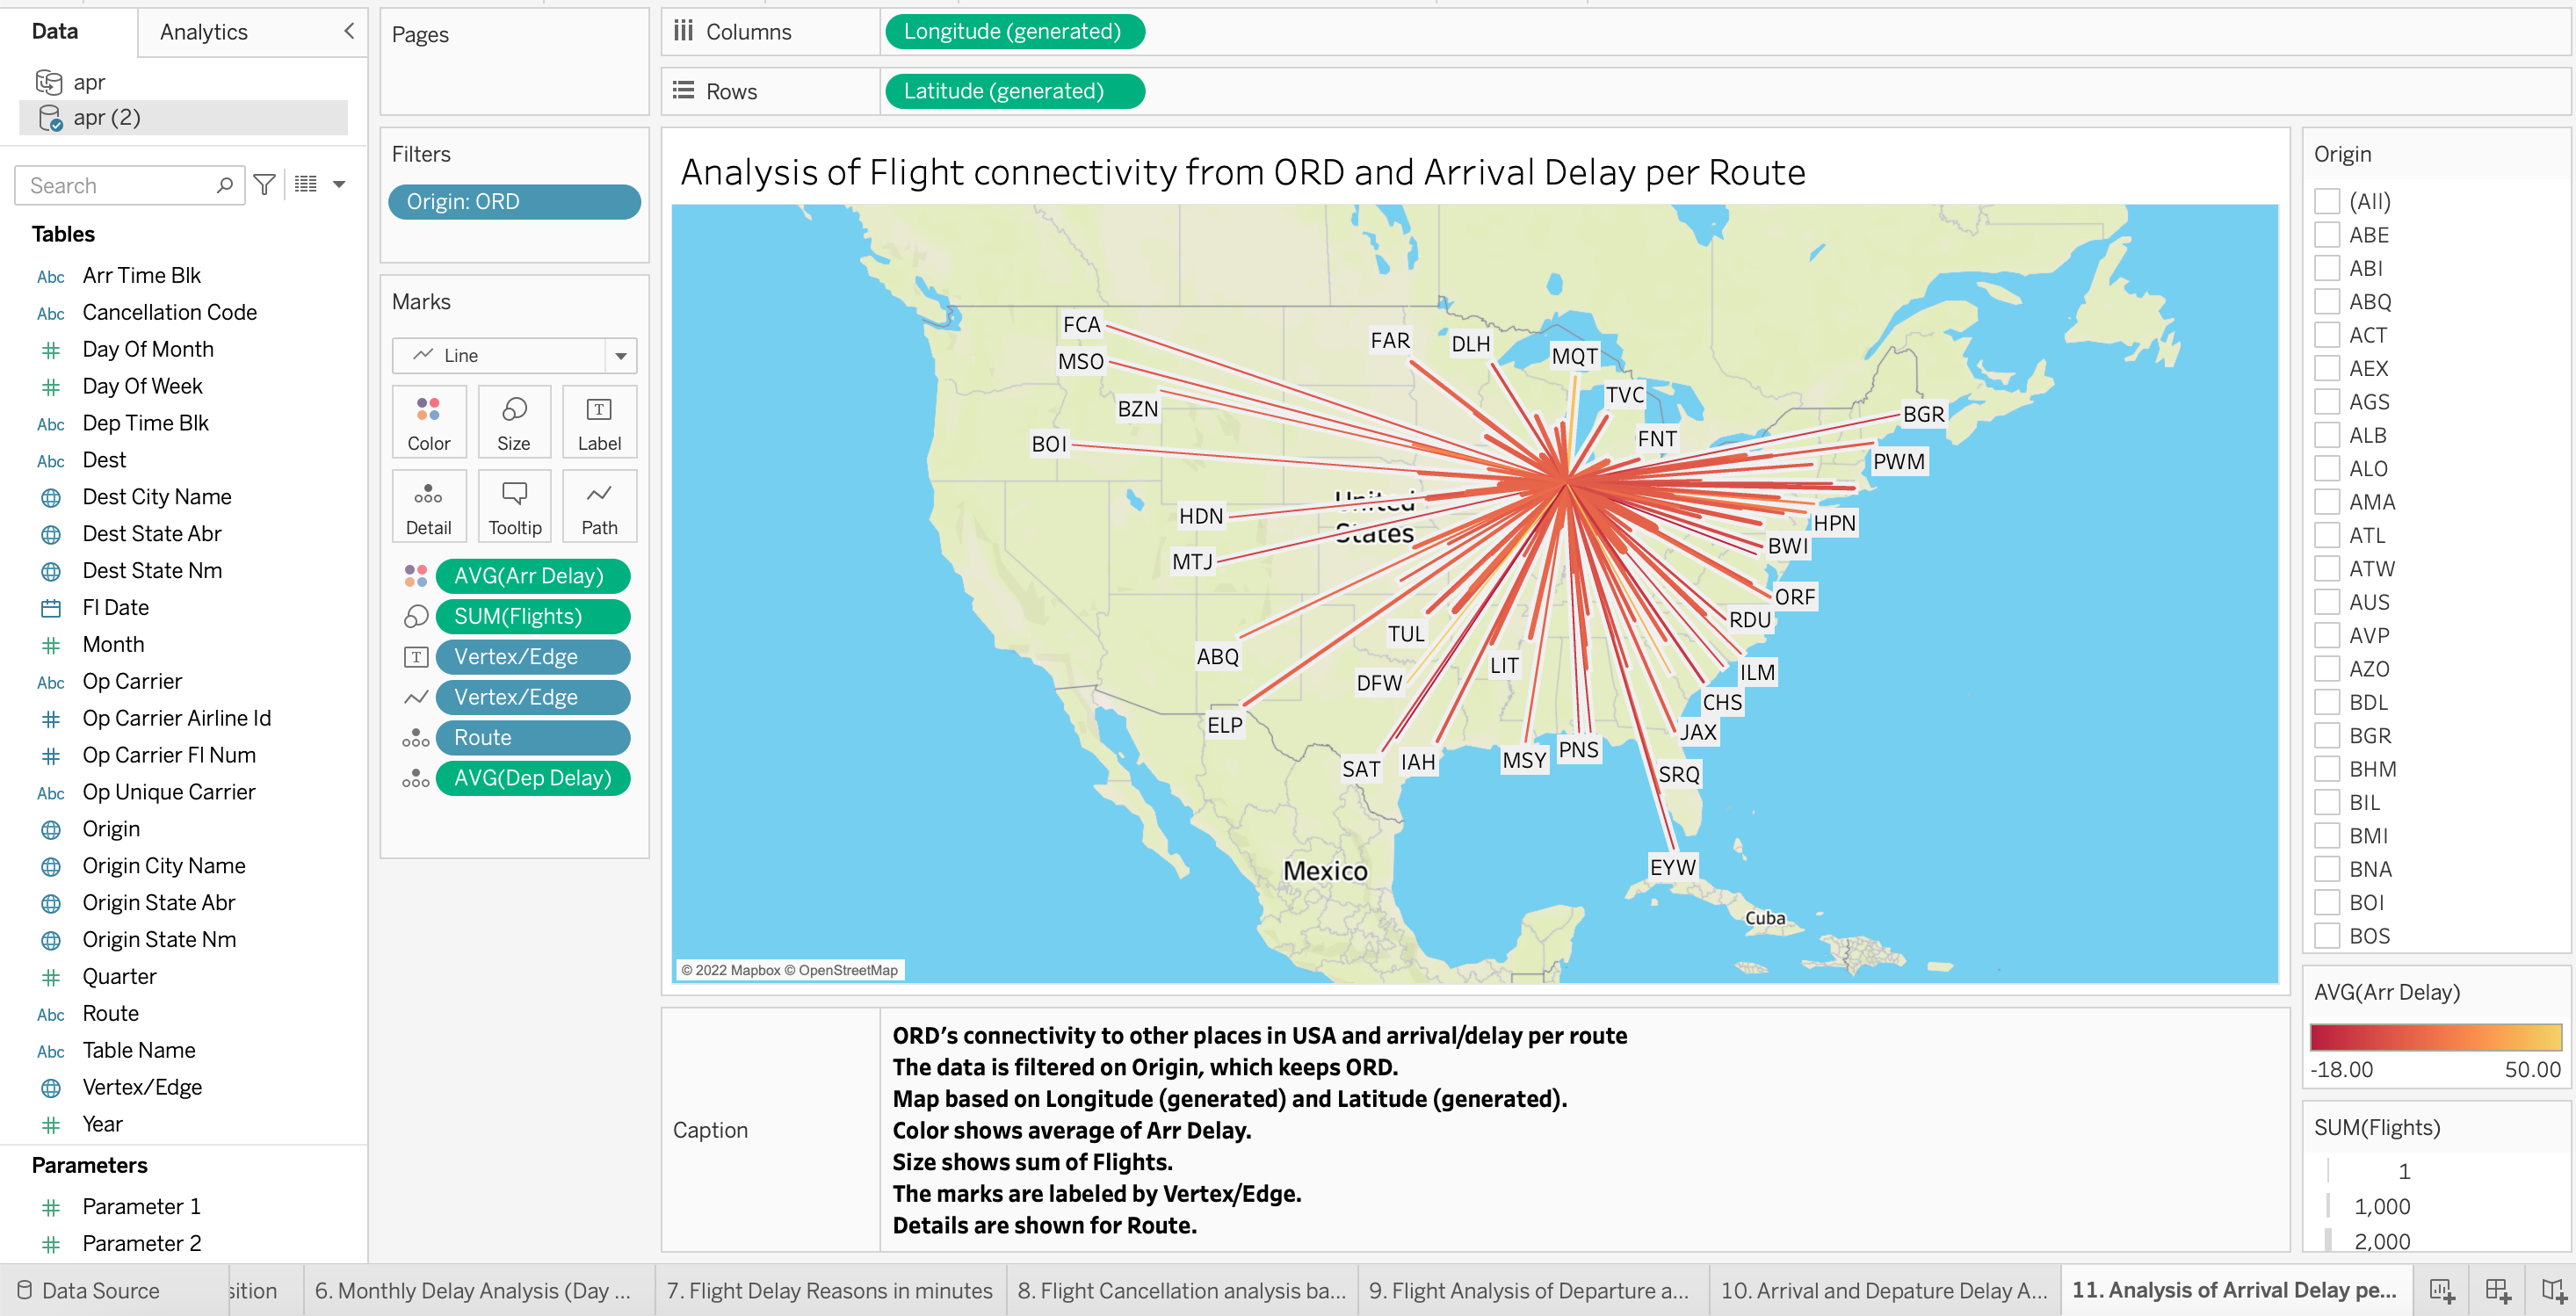 Data
Analytics
apr
apr (2)
Search
Tables
Abc Arr Time Blk
Abc Cancellation Code
# Day Of Month
# Day Of Week
Abc Dep Time Blk
Abc Dest
Dest City Name
Dest State Abr
Dest State Nm
Fl Date
# Month
Abc Op Carrier
# Op Carrier Airline Id
# Op Carrier Fl Num
Abc Op Unique Carrier
Origin
Origin City Name
Origin State Abr
Origin State Nm
# Quarter
Abc Route
Abc Table Name
Vertex/Edge
# Year
Parameters
# Parameter 1
# Parameter 2
Pages
Filters
Origin: ORD
Marks
Line
Color
Size
T
Label
Detail
Tooltip
Path
AVG(Arr Delay)
SUM(Flights)
T Vertex/Edge
Vertex/Edge
Route
AVG(Dep Delay)
Columns
Longitude (generated)
Rows
Latitude (generated)
Analysis of Flight connectivity from ORD and Arrival Delay per Route
FCA
MSO
BZN
BOI
FAR
DLH
MQT
TVC
FNT
BGR
PWM
HDN
MTJ
United
States
HPN
BWI
ORF
RDU
TUL
ABQ
DFW
LIT
ILM
CHS
ELP
JAX
SAT
IAH
MSY
PNS
SRQ
EYW
Mexico
Cuba
© 2022 Mapbox © OpenStreetMap
Caption
ORD’s connectivity to other places in USA and arrival/delay per route
The data is filtered on Origin, which keeps ORD.
Map based on Longitude (generated) and Latitude (generated).
Color shows average of Arr Delay.
Size shows sum of Flights.
The marks are labeled by Vertex/Edge.
Details are shown for Route.
Origin
(All)
ABE
ABI
ABQ
ACT
AEX
AGS
ALB
ALO
AMA
ATL
ATW
AUS
AVP
AZO
BDL
BGR
BHM
BIL
BMI
BNA
BOI
BOS
AVG(Arr Delay)
-18.00 50.00
SUM(Flights)
1
1,000
2,000
Data Source
sition
6. Monthly Delay Analysis (Day ...
7. Flight Delay Reasons in minutes
8. Flight Cancellation analysis ba...
9. Flight Analysis of Departure a...
10. Arrival and Depature Delay A...
11. Analysis of Arrival Delay pe...